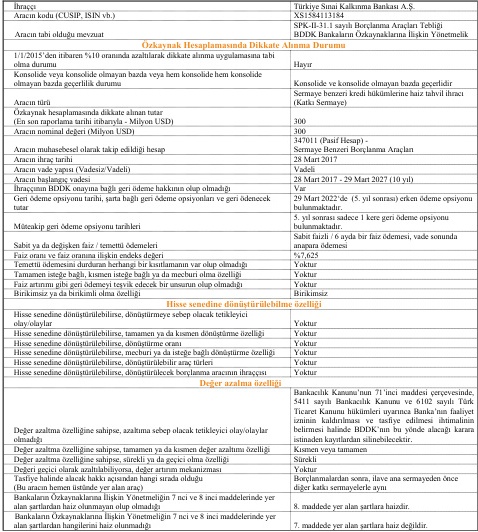 İhraççı Türkiye Sınai Kalkınma Bankası A.Ş.
Aracın kodu (CUSIP, ISIN vb.) XS1584113184
SPK-II-31.1 sayılı Borçlanma Araçları Tebliği
Aracın tabi olduğu mevzuat BDDK Bankaların Özkaynaklarına İlişkin Yönetmelik
Özkaynak Hesaplamasında Dikkate Alınma Durumu
1/1/2015’den itibaren %10 oranında azaltılarak dikkate alınma uygulamasına tabi
olma durumu Hayır
Konsolide veya konsolide olmayan bazda veya hem konsolide hem konsolide
olmayan bazda geçerlilik durumu Konsolide ve konsolide olmayan bazda geçerlidir
Sermaye benzeri kredi hükümlerine haiz tahvil ihracı
Aracın türü (Katkı Sermaye)
Özkaynak hesaplamasında dikkate alınan tutar
(En son raporlama tarihi itibarıyla - Milyon USD) 300
Aracın nominal değeri (Milyon USD) 300
347011 (Pasif Hesap) -
Aracın muhasebesel olarak takip edildiği hesap Sermaye Benzeri Borçlanma Araçları
Aracın ihraç tarihi 28 Mart 2017
Aracın vade yapısı (Vadesiz/Vadeli) Vadeli
Aracın başlangıç vadesi 28 Mart 2017 - 29 Mart 2027 (10 yıl)
İhraççının BDDK onayına bağlı geri ödeme hakkının olup olmadığı Var
Geri ödeme opsiyonu tarihi, şarta bağlı geri ödeme opsiyonları ve geri ödenecek 29 Mart 2022‘de (5. yıl sonrası) erken ödeme opsiyonu
tutar bulunmaktadır.
5. yıl sonrası sadece 1 kere geri ödeme opsiyonu
Müteakip geri ödeme opsiyonu tarihleri bulunmaktadır.
Sabit faizli / 6 ayda bir faiz ödemesi, vade sonunda
Sabit ya da değişken faiz / temettü ödemeleri anapara ödemesi
Faiz oranı ve faiz oranına ilişkin endeks değeri %7,625
Temettü ödemesini durduran herhangi bir kısıtlamanın var olup olmadığı Yoktur
Tamamen isteğe bağlı, kısmen isteğe bağlı ya da mecburi olma özelliği Yoktur
Faiz artırımı gibi geri ödemeyi teşvik edecek bir unsurun olup olmadığı Yoktur
Birikimsiz ya da birikimli olma özelliği Birikimsiz
Hisse senedine dönüştürülebilme özelliği
Hisse senedine dönüştürülebilirse, dönüştürmeye sebep olacak tetikleyici
olay/olaylar Yoktur
Hisse senedine dönüştürülebilirse, tamamen ya da kısmen dönüştürme özelliği Yoktur
Hisse senedine dönüştürülebilirse, dönüştürme oranı Yoktur
Hisse senedine dönüştürülebilirse, mecburi ya da isteğe bağlı dönüştürme özelliği Yoktur
Hisse senedine dönüştürülebilirse, dönüştürülebilir araç türleri Yoktur
Hisse senedine dönüştürülebilirse, dönüştürülecek borçlanma aracının ihraççısı Yoktur
Değer azalma özelliği
Bankacılık Kanunu’nun 71’inci maddesi çerçevesinde,
5411 sayılı Bankacılık Kanunu ve 6102 sayılı Türk
Ticaret Kanunu hükümleri uyarınca Banka’nın faaliyet
izninin kaldırılması ve tasfiye edilmesi ihtimalinin
Değer azaltma özelliğine sahipse, azaltıma sebep olacak tetikleyici olay/olaylar belirmesi halinde BDDK’nun bu yönde alacağı karara
olmadığı istinaden kayıtlardan silinebilecektir.
Değer azaltma özelliğine sahipse, tamamen ya da kısmen değer azaltımı özelliği Kısmen veya tamamen
Değer azaltma özelliğine sahipse, sürekli ya da geçici olma özelliği Sürekli
Değeri geçici olarak azaltılabiliyorsa, değer artırım mekanizması Yoktur
Tasfiye halinde alacak hakkı açısından hangi sırada olduğu Borçlanmalardan sonra, ilave ana sermayeden önce
(Bu aracın hemen üstünde yer alan araç) diğer katkı sermayelerle aynı
Bankaların Özkaynaklarına İlişkin Yönetmeliğin 7 nci ve 8 inci maddelerinde yer
alan şartlardan haiz olunmayan olup olmadığı 8. maddede yer alan şartlara haizdir.
Bankaların Özkaynaklarına İlişkin Yönetmeliğin 7 nci ve 8 inci maddelerinde yer
alan şartlardan hangilerini haiz olunmadığı 7. maddede yer alan şartlara haiz değildir.